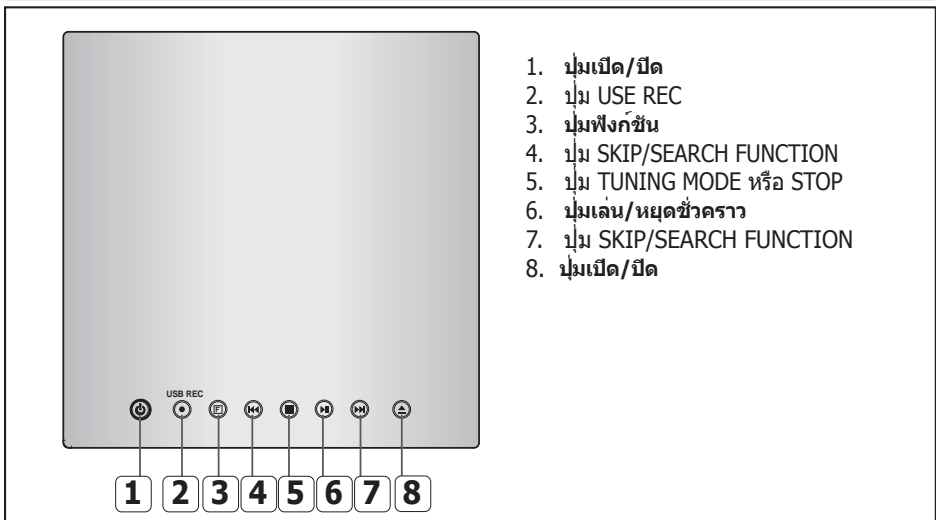 1. ปุ่มเปิด/ปิด
2. ปุ่ม USE REC
3. ปุ่มฟังก์ชัน
4. ปุ่ม SKIP/SEARCH FUNCTION
5. ปุ่ม TUNING MODE หรือ STOP
6. ปุ่มเล่น/หยุดชั่วคราว
7. ปุ่ม SKIP/SEARCH FUNCTION
8. ปุ่มเปิด/ปิด
USB REC
F
1 2 3 4 5 6 7 8